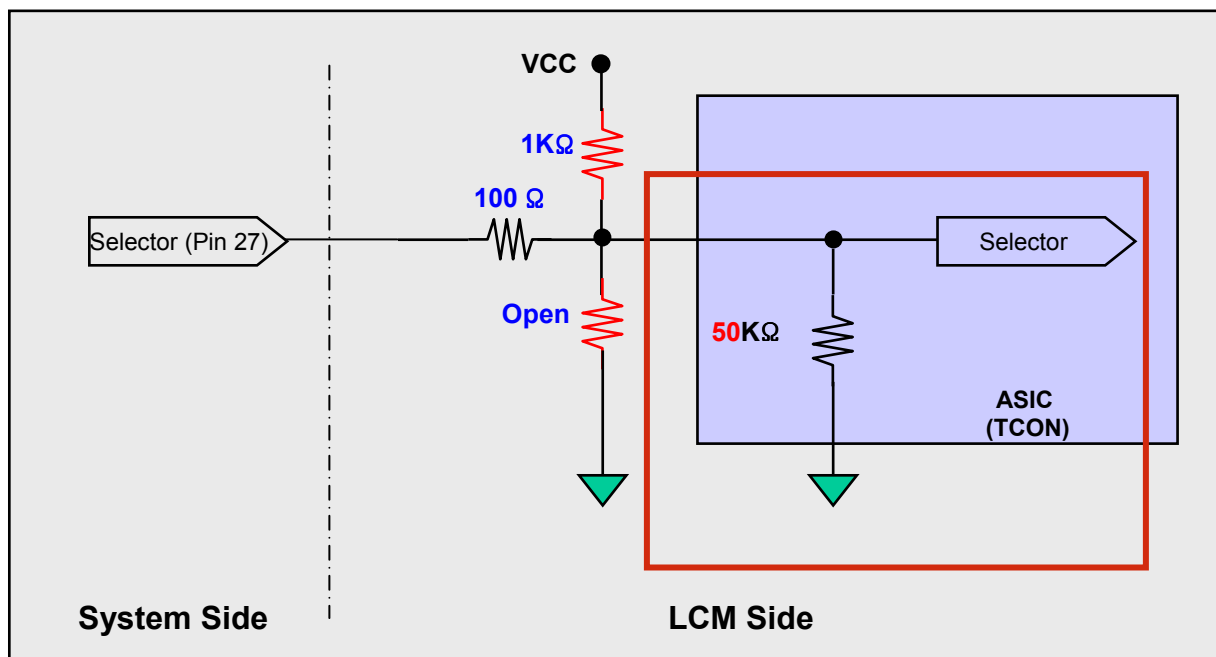 VCC
1KΩ
100 Ω
Selector (Pin 27)
Selector
Open
50KΩ
ASIC
(TCON)
System Side
LCM Side